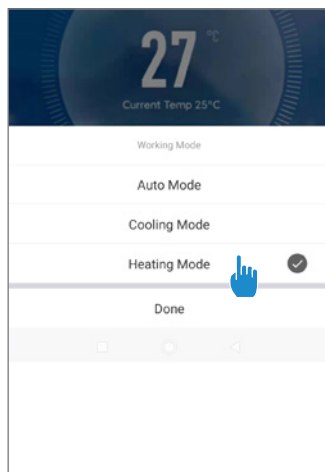 27 °C
Current Temp 25°C
Working Mode
Auto Mode
Cooling Mode
Heating Mode
Done